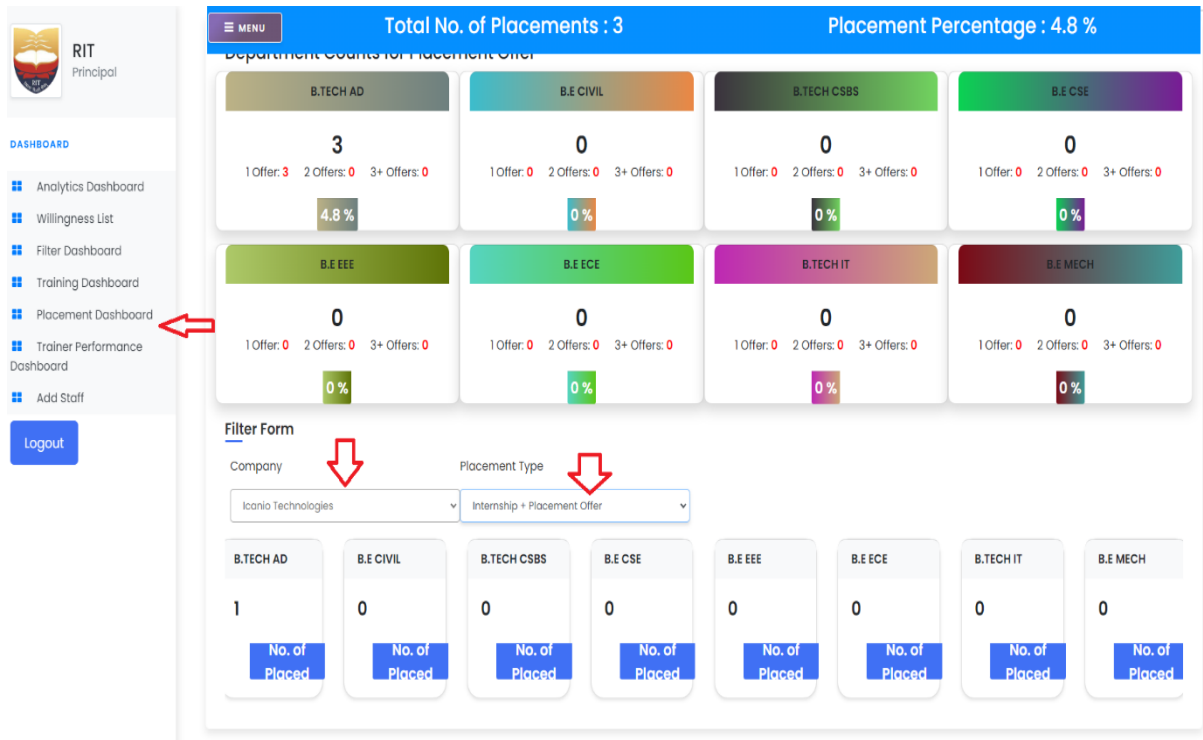 RIT
Principal
DASHBOARD
Analytics Dashboard
Willingness List
Filter Dashboard
Training Dashboard
Placement Dashboard
Trainer Performance
Dashboard
Add Staff
Logout
☰ MENU
Total No. of Placements : 3
Placement Percentage : 4.8 %
Department Counts for Placement Offer
B.TECH AD
3
1 Offer: 3 2 Offers: 0 3+ Offers: 0
4.8 %
B.E CIVIL
0
1 Offer: 0 2 Offers: 0 3+ Offers: 0
0 %
B.TECH CSBS
0
1 Offer: 0 2 Offers: 0 3+ Offers: 0
0 %
B.E CSE
0
1 Offer: 0 2 Offers: 0 3+ Offers: 0
0 %
B.E EEE
0
1 Offer: 0 2 Offers: 0 3+ Offers: 0
0 %
B.E ECE
0
1 Offer: 0 2 Offers: 0 3+ Offers: 0
0 %
B.TECH IT
0
1 Offer: 0 2 Offers: 0 3+ Offers: 0
0 %
B.E MECH
0
1 Offer: 0 2 Offers: 0 3+ Offers: 0
0 %
Filter Form
Company
Iconio Technologies
Placement Type
Internship + Placement Offer
B.TECH AD
1
No. of
Placed
B.E CIVIL
0
No. of
Placed
B.TECH CSBS
0
No. of
Placed
B.E CSE
0
No. of
Placed
B.E EEE
0
No. of
Placed
B.E ECE
0
No. of
Placed
B.TECH IT
0
No. of
Placed
B.E MECH
0
No. of
Placed